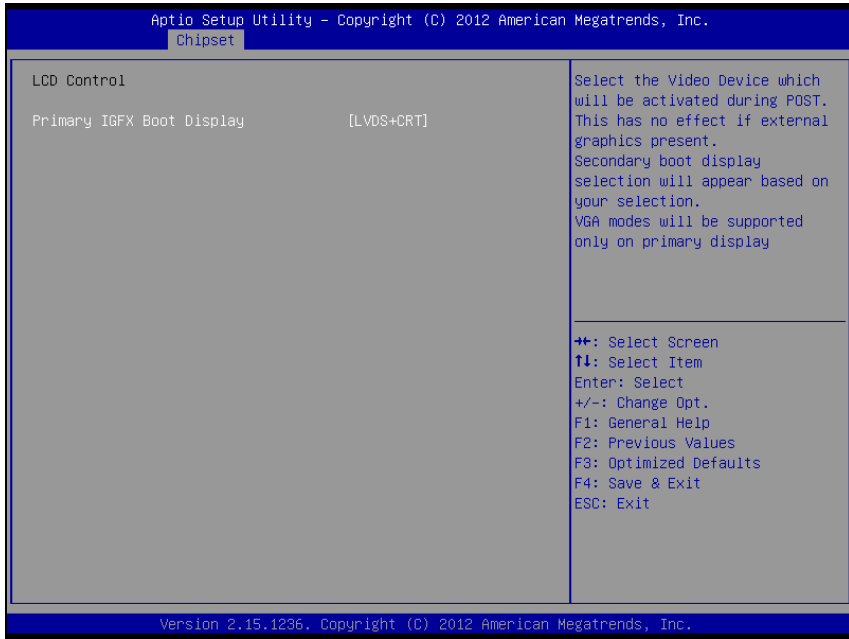 Aptio Setup Utility – Copyright (C) 2012 American Megatrends, Inc.
Chipset
LCD Control
Primary IGFX Boot Display [LVDS+CRT]
Select the Video Device which
will be activated during POST.
This has no effect if external
graphics present.
Secondary boot display
selection will appear based on
your selection.
VGA modes will be supported
only on primary display
→←: Select Screen
↑↓: Select Item
Enter: Select
+/-: Change Opt.
F1: General Help
F2: Previous Values
F3: Optimized Defaults
F4: Save & Exit
ESC: Exit
Version 2.15.1236. Copyright (C) 2012 American Megatrends, Inc.